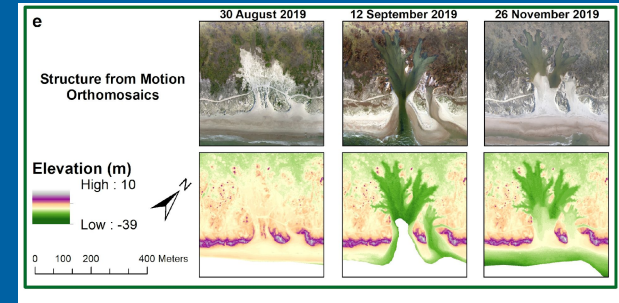 e
30 August 2019
12 September 2019
26 November 2019
Structure from Motion
Orthomosaics
Elevation (m)
High : 10
Low : -39
N
0 100 200 400 Meters